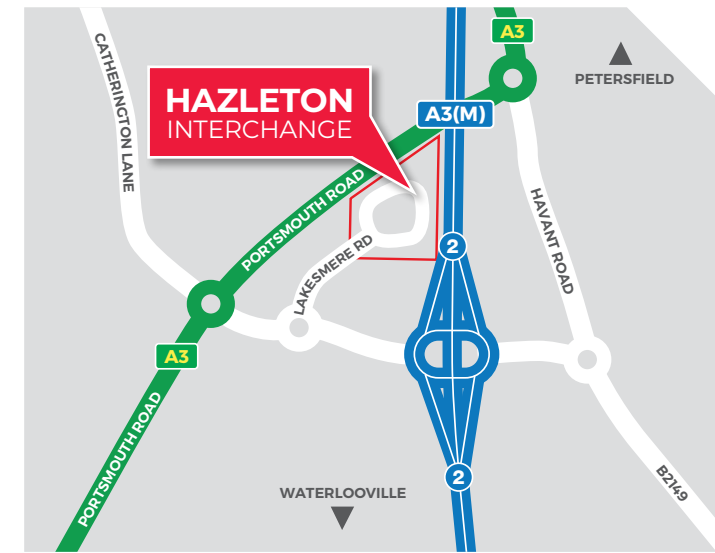 A3
PETERSFIELD
CATHERINGTON LANE
HAZLETON
INTERCHANGE
A3(M)
PORTSMOUTH ROAD
HAVANT ROAD
LAKESMERE RD
2
A3
PORTSMOUTH ROAD
2
B2149
WATERLOOVILLE